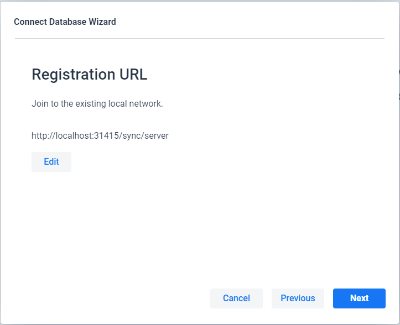 Connect Database Wizard
Registration URL
Join to the existing local network.
http://localhost:31415/sync/server
Edit
Cancel
Previous
Next